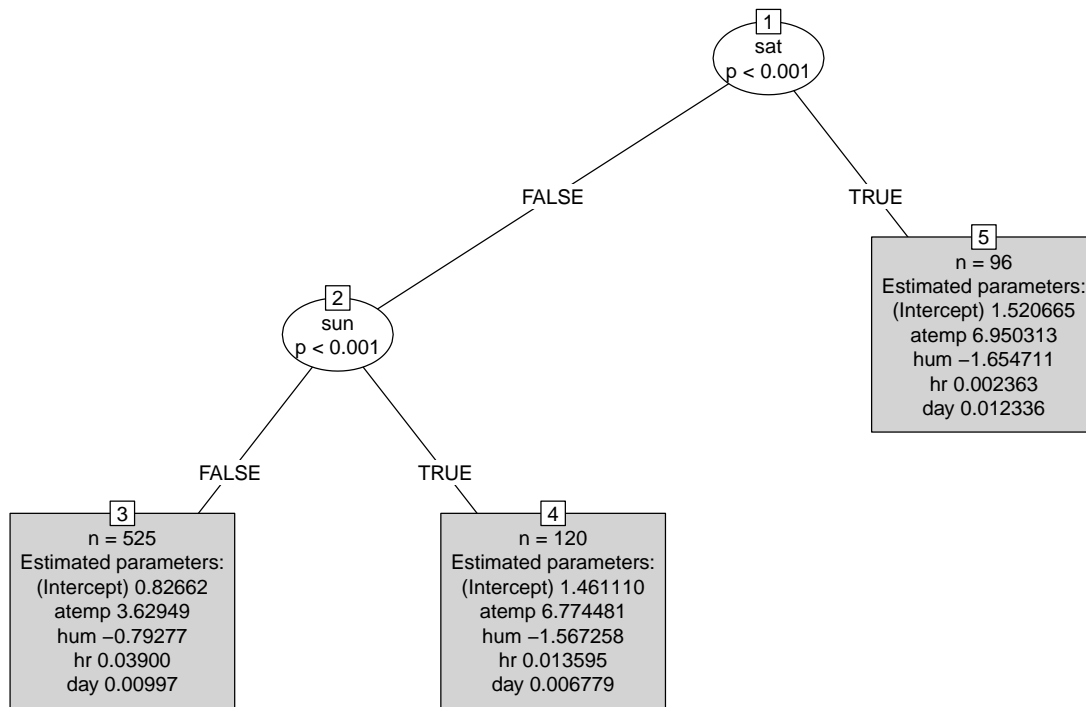 1
sat
p < 0.001
FALSE
TRUE
2
sun
p < 0.001
FALSE
TRUE
3
n = 525
Estimated parameters:
(Intercept) 0.82662
atemp 3.62949
hum −0.79277
hr 0.03900
day 0.00997
4
n = 120
Estimated parameters:
(Intercept) 1.461110
atemp 6.774481
hum −1.567258
hr 0.013595
day 0.006779
5
n = 96
Estimated parameters:
(Intercept) 1.520665
atemp 6.950313
hum −1.654711
hr 0.002363
day 0.012336